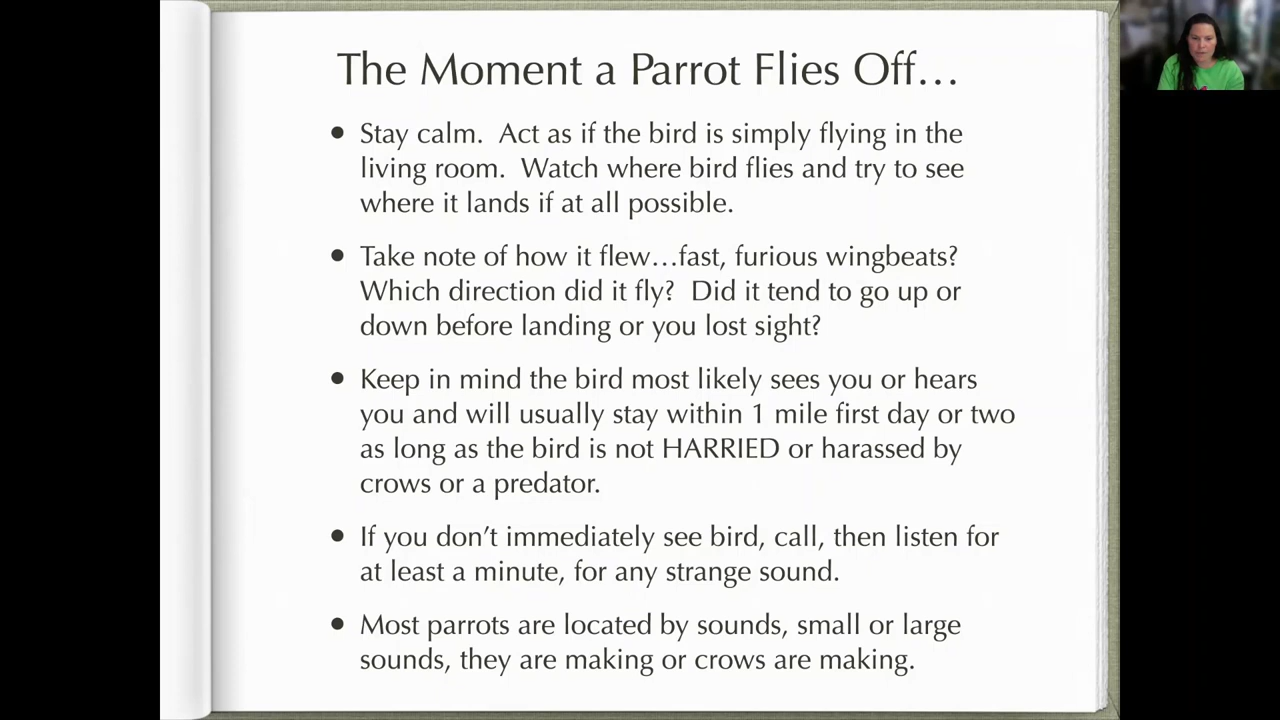 The Moment a Parrot Flies Off…
• Stay calm.  Act as if the bird is simply flying in the
living room.  Watch where bird flies and try to see
where it lands if at all possible.
• Take note of how it flew…fast, furious wingbeats?
Which direction did it fly?  Did it tend to go up or
down before landing or you lost sight?
• Keep in mind the bird most likely sees you or hears
you and will usually stay within 1 mile first day or two
as long as the bird is not HARRIED or harassed by
crows or a predator.
• If you don’t immediately see bird, call, then listen for
at least a minute, for any strange sound.
• Most parrots are located by sounds, small or large
sounds, they are making or crows are making.